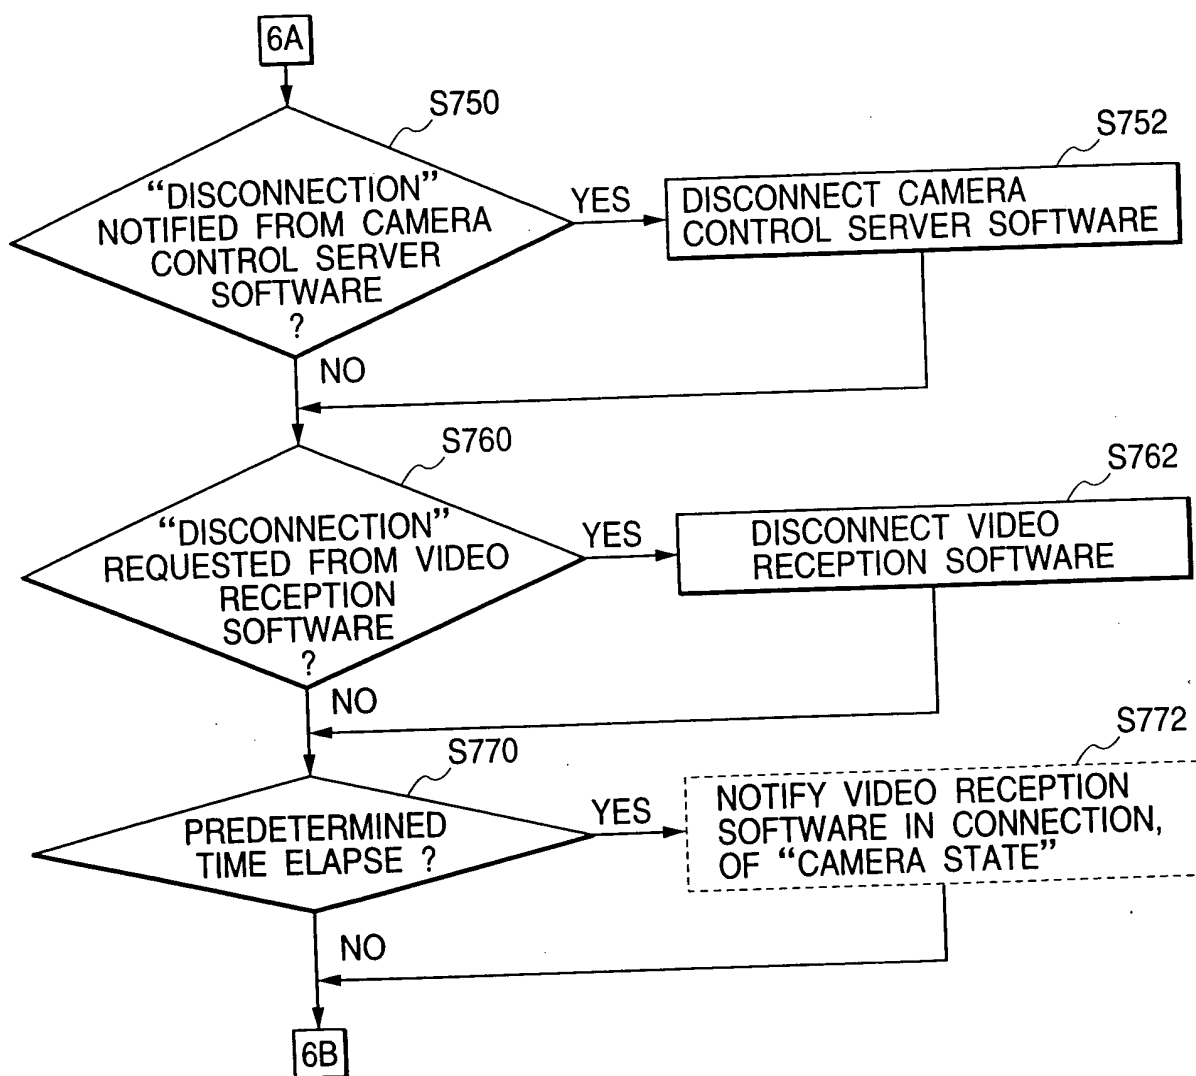 6A
S750
“DISCONNECTION”
NOTIFIED FROM CAMERA
CONTROL SERVER
SOFTWARE
?
YES
S752
DISCONNECT CAMERA
CONTROL SERVER SOFTWARE
NO
S760
“DISCONNECTION”
REQUESTED FROM VIDEO
RECEPTION
SOFTWARE
?
YES
S762
DISCONNECT VIDEO
RECEPTION SOFTWARE
NO
S770
PREDETERMINED
TIME ELAPSE ?
YES
S772
NOTIFY VIDEO RECEPTION
SOFTWARE IN CONNECTION,
OF “CAMERA STATE”
NO
6B